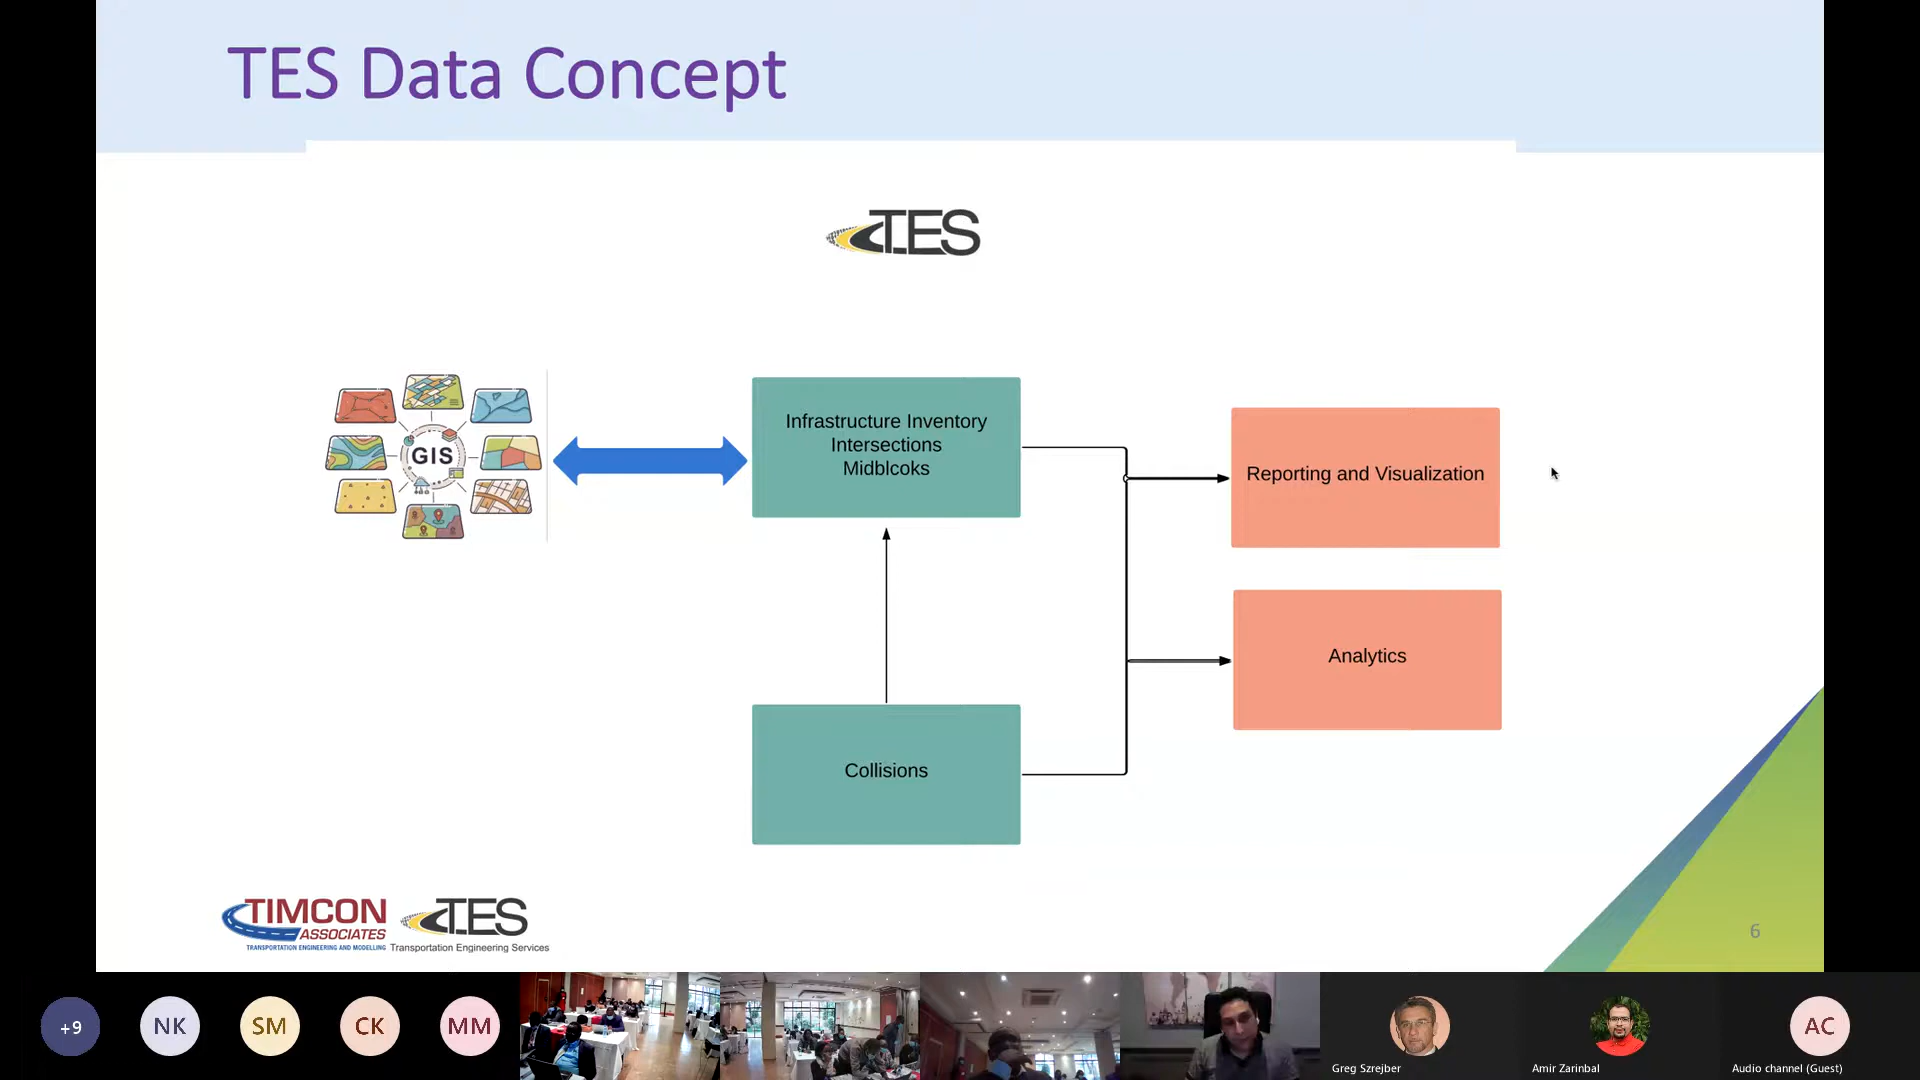 TES Data Concept
TES
GIS
Infrastructure Inventory
Intersections
Midblcoks
Reporting and Visualization
Analytics
Collisions
TIMCON
ASSOCIATES
TRANSPORTATION ENGINEERING AND MODELLING
TES
Transportation Engineering Services
6
+9
NK
SM
CK
MM
Greg Szrejber
Amir Zarinbal
AC
Audio channel (Guest)